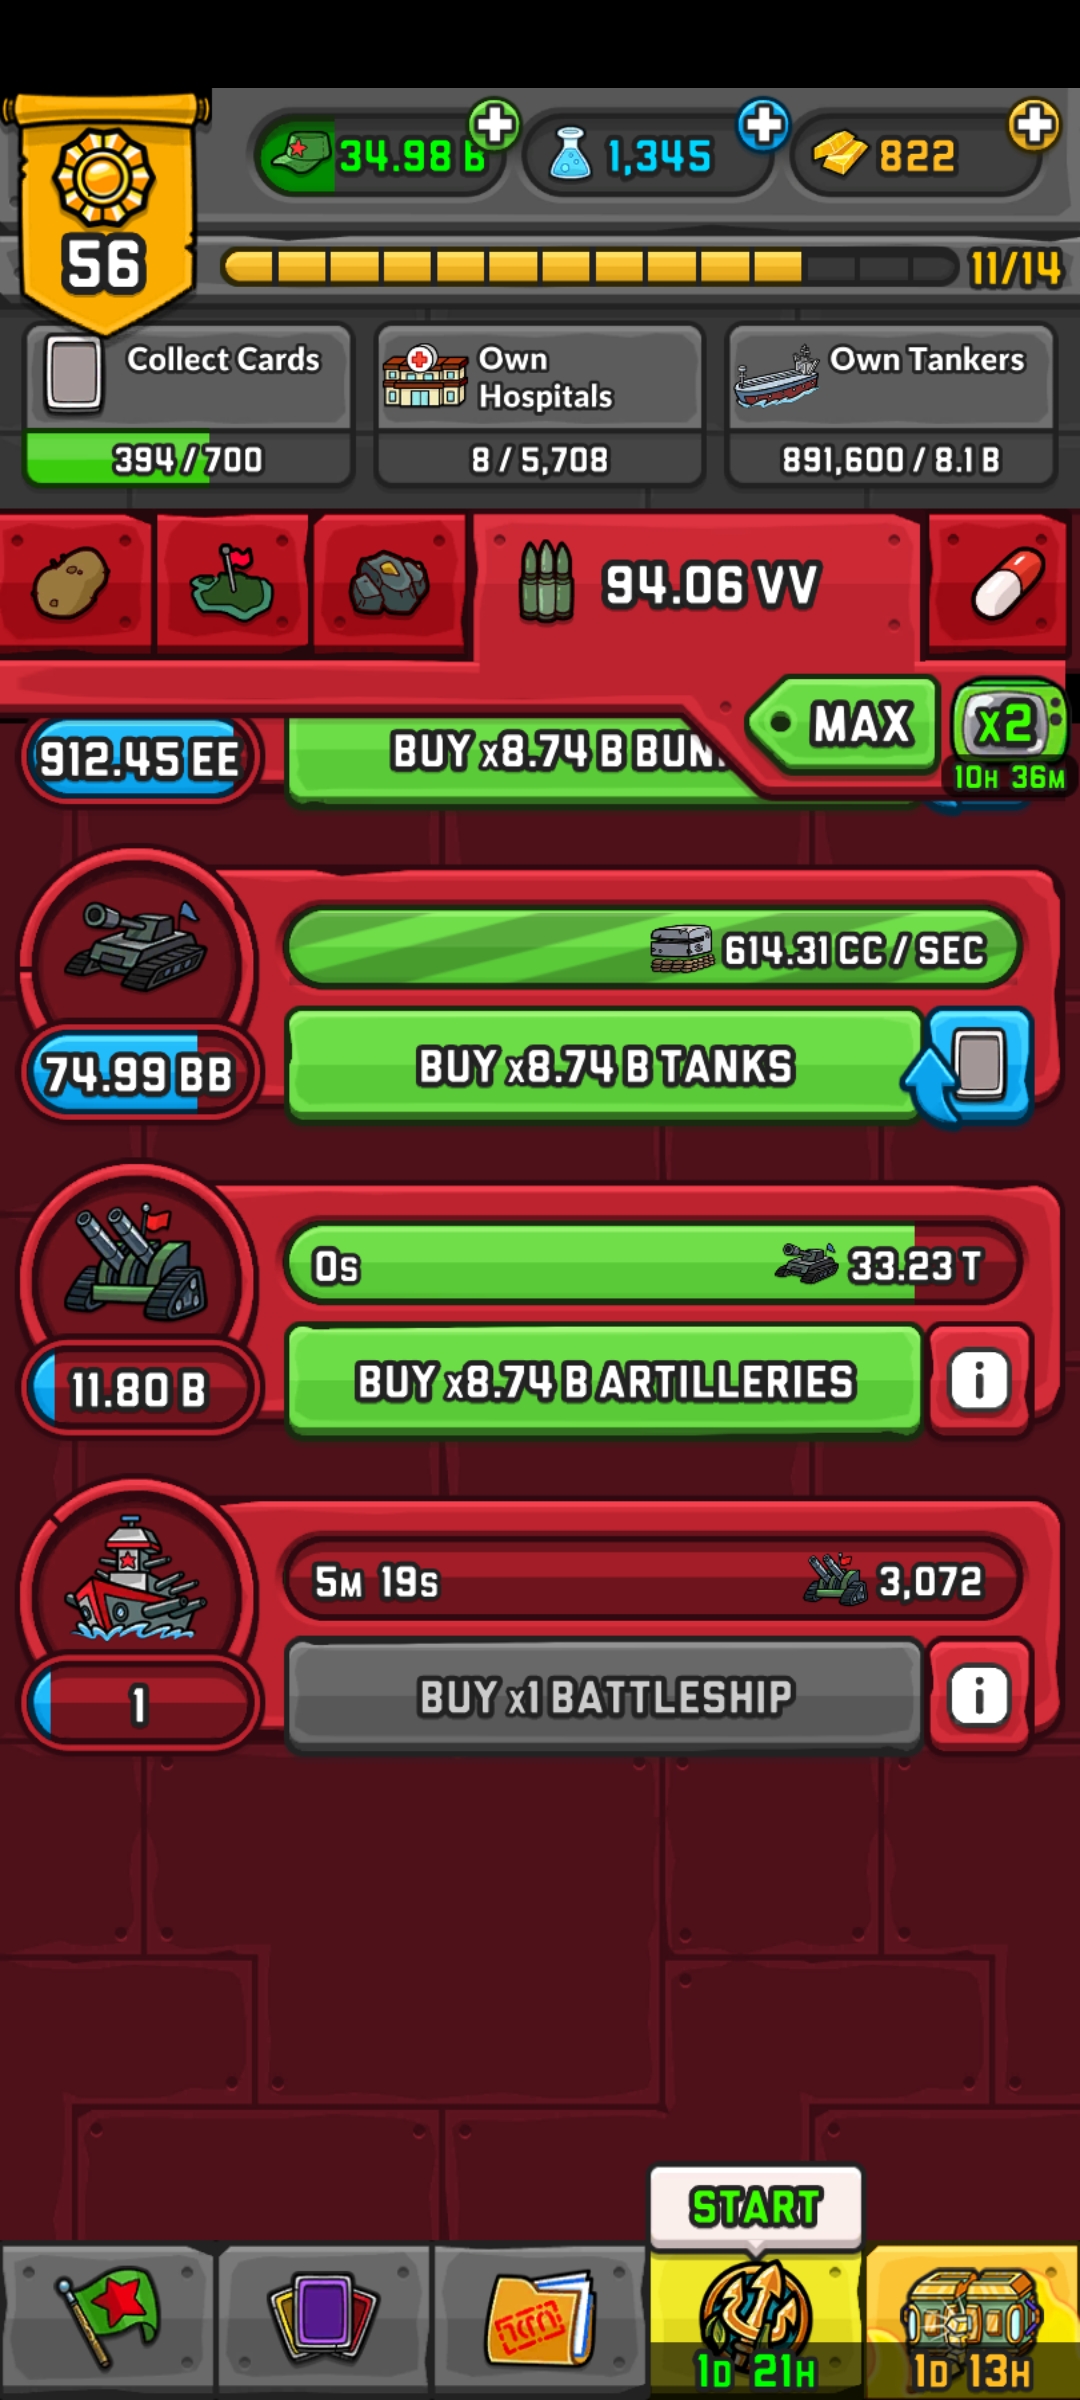 56
34.98 B
1,345
822
11/14
Collect Cards
394/700
Own
Hospitals
8/5,708
Own Tankers
891,600/8.1 B
94.06 VV
MAX
x2
10H 36M
912.45 EE
BUY x8.74 B BUN
614.31 CC / SEC
74.99 BB
BUY x8.74 B TANKS
0s
33.23 T
11.80 B
BUY x8.74 B ARTILLERIES
i
5M 19s
3,072
1
BUY x1 BATTLESHIP
i
START
1D 21H
1D 13H